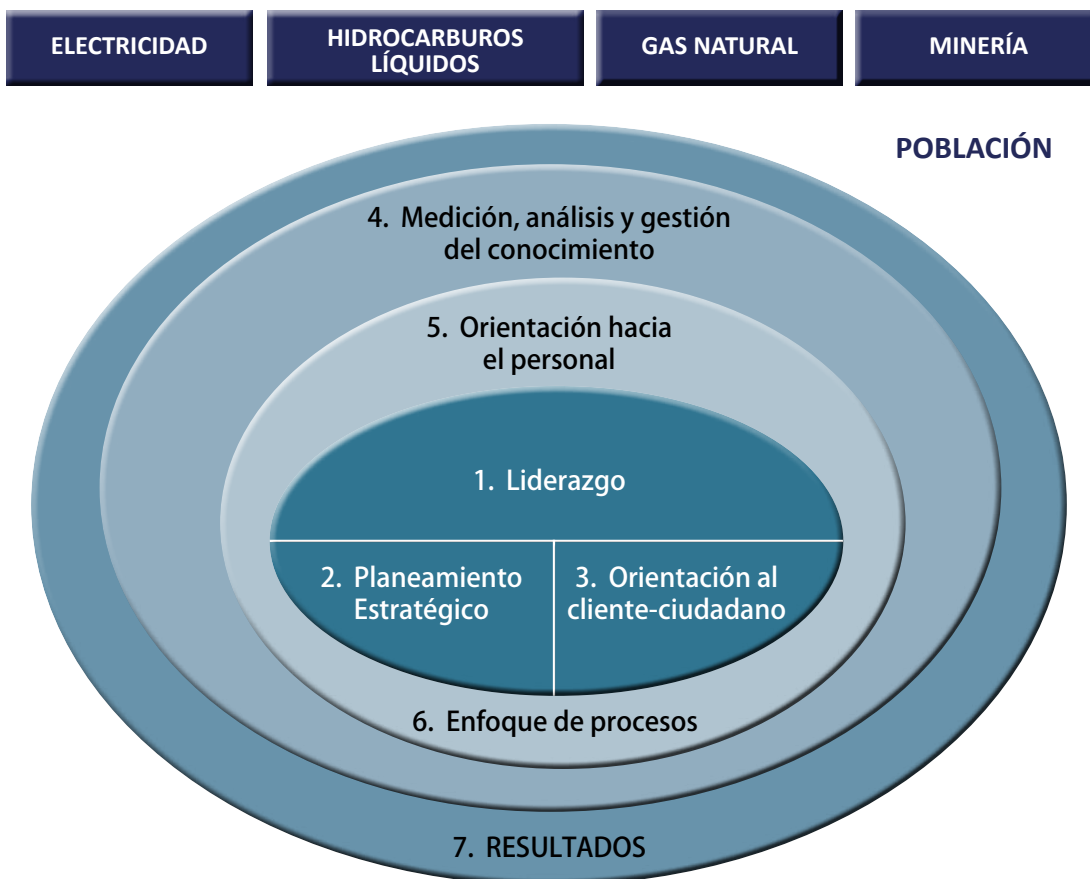 ELECTRICIDAD
HIDROCARBUROS
LÍQUIDOS
GAS NATURAL
MINERÍA
POBLACIÓN
4. Medición, análisis y gestión
del conocimiento
5. Orientación hacia
el personal
1. Liderazgo
2. Planeamiento
Estratégico
3. Orientación al
cliente-ciudadano
6. Enfoque de procesos
7. RESULTADOS